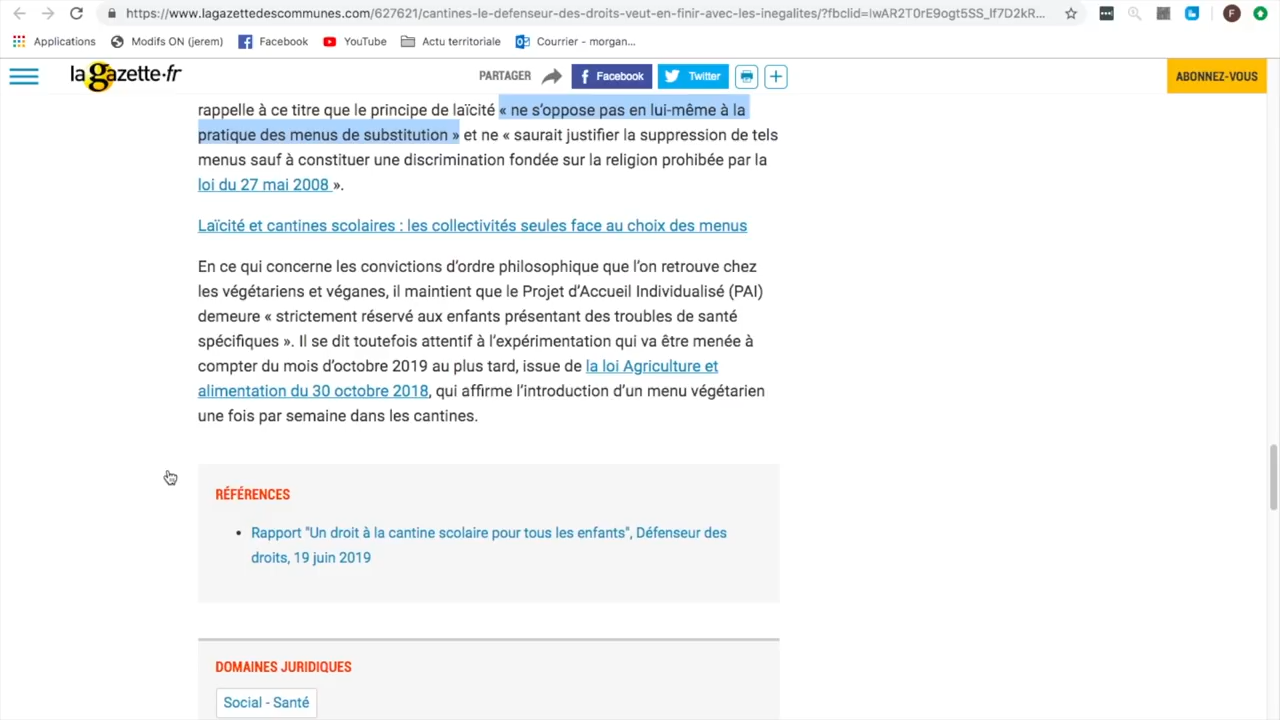 https://www.lagazettedescommunes.com/627621/cantines-le-defenseur-des-droits-veut-en-finir-avec-les-inegalites/?fbclid=IwAR2T0rE9ogt5SS_lf7D2kR...
Applications Modifs ON (jerem) Facebook YouTube Actu territoriale Courrier - morgan...
la gazette·fr PARTAGER Facebook Twitter ABONNEZ-VOUS
rappelle à ce titre que le principe de laïcité « ne s'oppose pas en lui-même à la
pratique des menus de substitution » et ne « saurait justifier la suppression de tels
menus sauf à constituer une discrimination fondée sur la religion prohibée par la
loi du 27 mai 2008 ».
Laïcité et cantines scolaires : les collectivités seules face au choix des menus
En ce qui concerne les convictions d'ordre philosophique que l'on retrouve chez
les végétariens et véganes, il maintient que le Projet d'Accueil Individualisé (PAI)
demeure « strictement réservé aux enfants présentant des troubles de santé
spécifiques ». Il se dit toutefois attentif à l'expérimentation qui va être menée à
compter du mois d'octobre 2019 au plus tard, issue de la loi Agriculture et
alimentation du 30 octobre 2018, qui affirme l'introduction d'un menu végétarien
une fois par semaine dans les cantines.
RÉFÉRENCES
• Rapport "Un droit à la cantine scolaire pour tous les enfants", Défenseur des
droits, 19 juin 2019
DOMAINES JURIDIQUES
Social - Santé
F